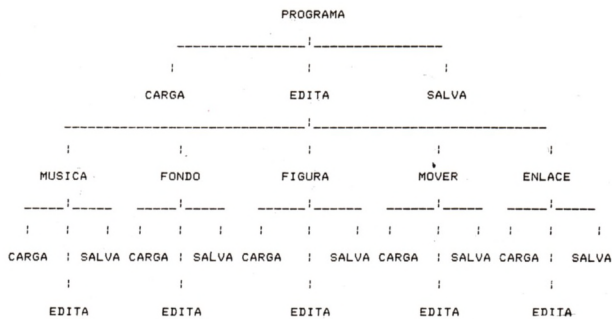 PROGRAMA
CARGA EDITA SALVA
MUSICA FONDO FIGURA MOVER ENLACE
CARGA SALVA CARGA SALVA CARGA SALVA CARGA SALVA CARGA SALVA
EDITA EDITA EDITA EDITA EDITA